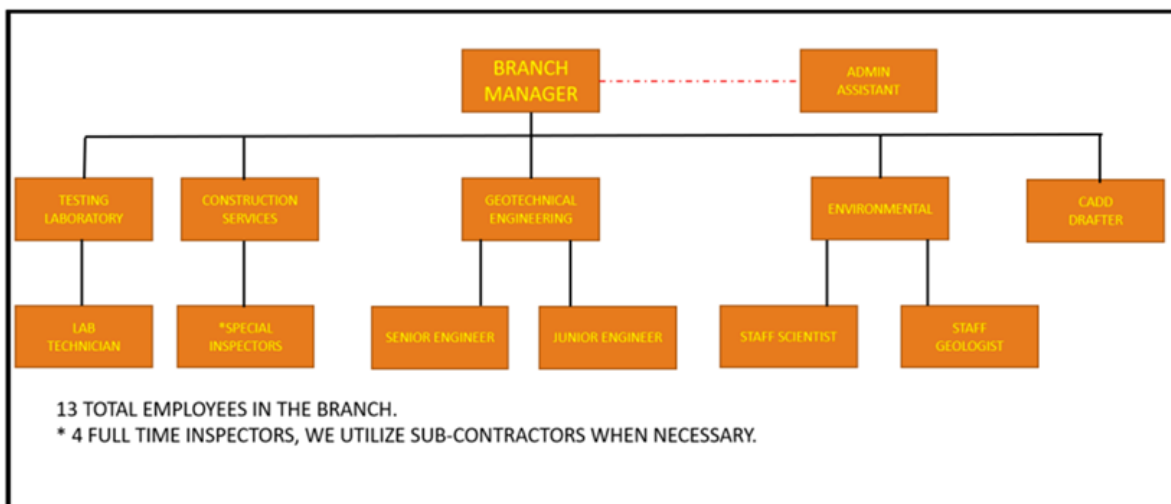 BRANCH
MANAGER
ADMIN
ASSISTANT
TESTING
LABORATORY
CONSTRUCTION
SERVICES
GEOTECHNICAL
ENGINEERING
ENVIRONMENTAL
CADD
DRAFTER
LAB
TECHNICIAN
*SPECIAL
INSPECTORS
SENIOR ENGINEER
JUNIOR ENGINEER
STAFF SCIENTIST
STAFF
GEOLOGIST
13 TOTAL EMPLOYEES IN THE BRANCH.
* 4 FULL TIME INSPECTORS, WE UTILIZE SUB-CONTRACTORS WHEN NECESSARY.